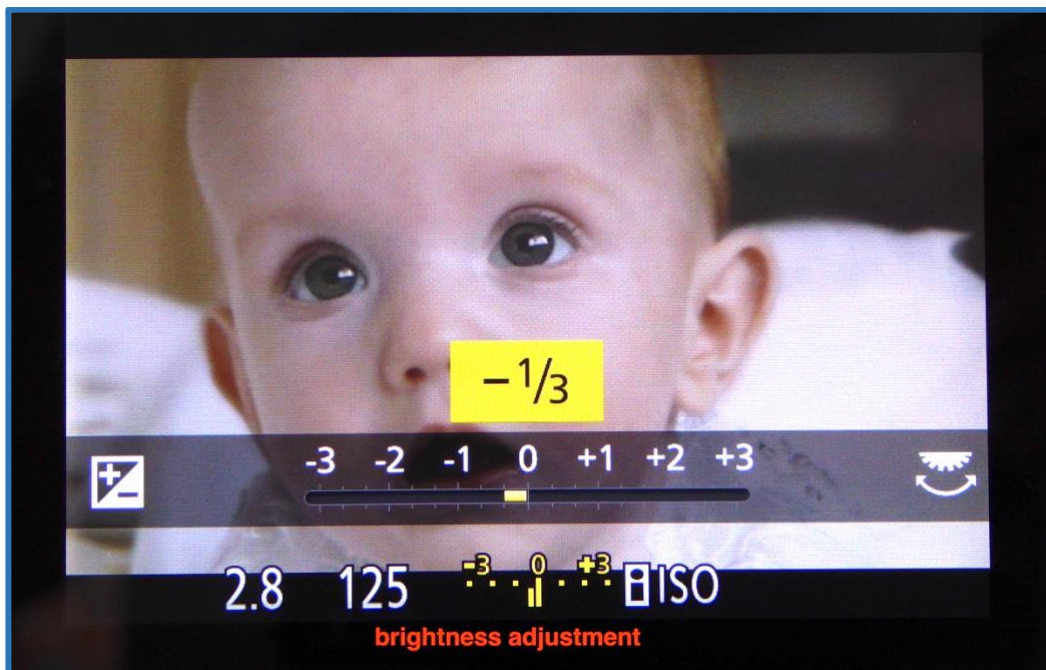 −1/3
-3 -2 -1 0 +1 +2 +3
-3 0 +3
2.8 125 ISO
brightness adjustment